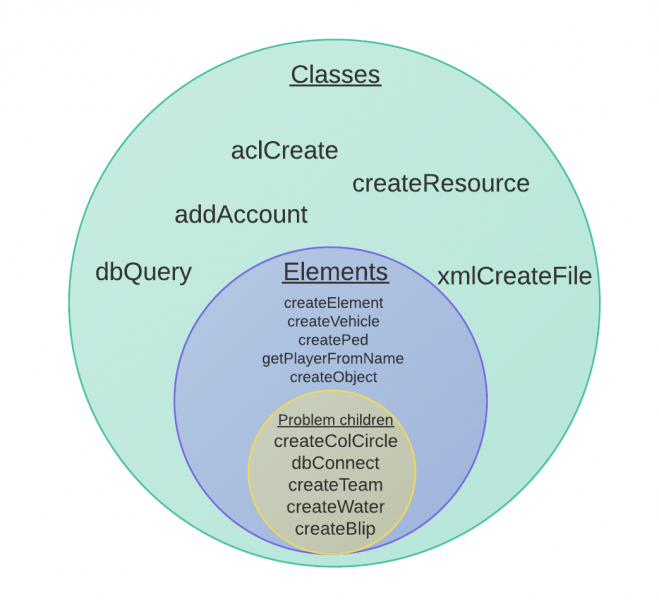 Classes
aclCreate
createResource
addAccount
dbQuery
Elements
xmlCreateFile
createElement
createVehicle
createPed
getPlayerFromName
createObject
Problem children
createColCircle
dbConnect
createTeam
createWater
createBlip